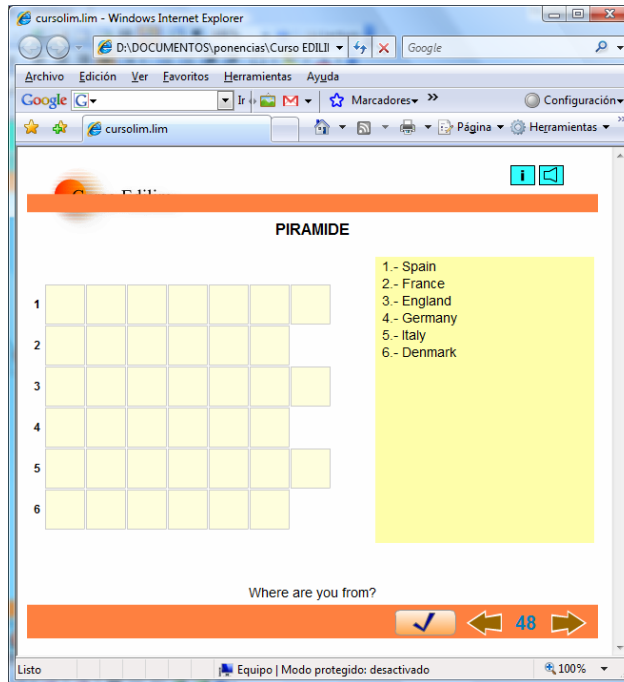 cursolim.lim - Windows Internet Explorer
D:\DOCUMENTOS\ponencias\Curso EDILI
Google
Archivo Edición Ver Favoritos Herramientas Ayuda
Google G Ir Marcadores Configuración
cursolim.lim Página Herramientas
i
PIRAMIDE
1.- Spain
2.- France
3.- England
4.- Germany
5.- Italy
6.- Denmark
1
2
3
4
5
6
Where are you from?
48
Listo Equipo | Modo protegido: desactivado 100%